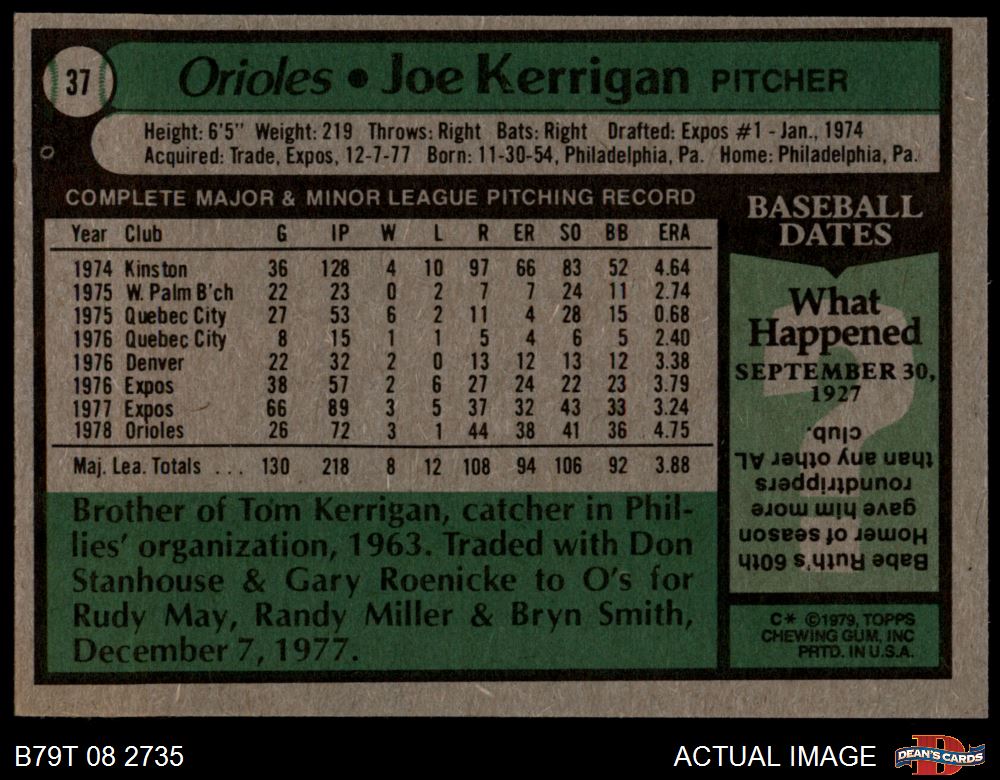 37
Orioles • Joe Kerrigan PITCHER
Height: 6'5" Weight: 219 Throws: Right Bats: Right Drafted: Expos #1 - Jan., 1974
Acquired: Trade, Expos, 12-7-77 Born: 11-30-54, Philadelphia, Pa. Home: Philadelphia, Pa.
COMPLETE MAJOR & MINOR LEAGUE PITCHING RECORD
Year Club G IP W L R ER SO BB ERA
1974 Kinston 36 128 4 10 97 66 83 52 4.64
1975 W. Palm B'ch 22 23 0 2 7 7 24 11 2.74
1975 Quebec City 27 53 6 2 11 4 28 15 0.68
1976 Quebec City 8 15 1 1 5 4 6 5 2.40
1976 Denver 22 32 2 0 13 12 13 12 3.38
1976 Expos 38 57 2 6 27 24 22 23 3.79
1977 Expos 66 89 3 5 37 32 43 33 3.24
1978 Orioles 26 72 3 1 44 38 41 36 4.75
Maj. Lea. Totals ... 130 218 8 12 108 94 106 92 3.88
Brother of Tom Kerrigan, catcher in Phil-
lies' organization, 1963. Traded with Don
Stanhouse & Gary Roenicke to O's for
Rudy May, Randy Miller & Bryn Smith,
December 7, 1977.
BASEBALL
DATES
What
Happened
SEPTEMBER 30,
1927
Babe Ruth's 60th
Homer of season
gave him more
roundtrippers
than any other AL
club.
C* ©1979, TOPPS
CHEWING GUM, INC
PRTD. IN U.S.A.
B79T 08 2735
ACTUAL IMAGE
DEAN'S CARDS